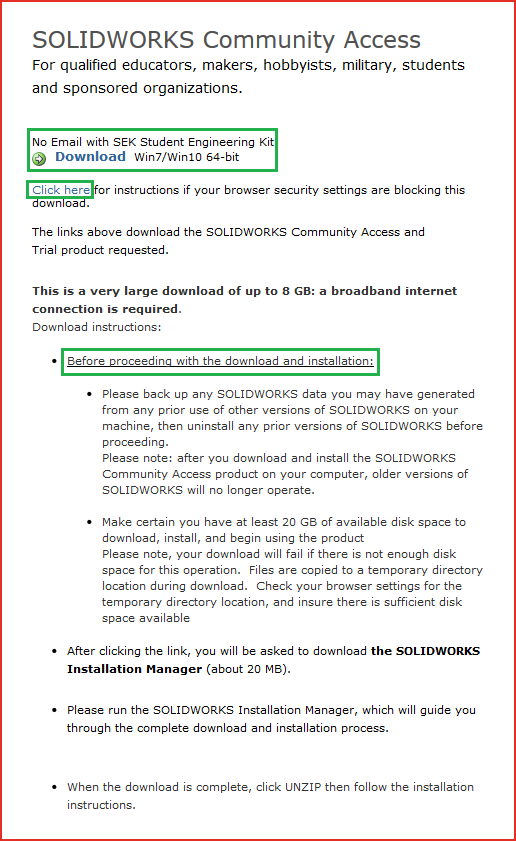 SOLIDWORKS Community Access
For qualified educators, makers, hobbyists, military, students
and sponsored organizations.
No Email with SEK Student Engineering Kit
Download Win7/Win10 64-bit
Click here for instructions if your browser security settings are blocking this
download.
The links above download the SOLIDWORKS Community Access and
Trial product requested.
This is a very large download of up to 8 GB: a broadband internet
connection is required.
Download instructions:
• Before proceeding with the download and installation:
• Please back up any SOLIDWORKS data you may have generated
from any prior use of other versions of SOLIDWORKS on your
machine, then uninstall any prior versions of SOLIDWORKS before
proceeding.
Please note: after you download and install the SOLIDWORKS
Community Access product on your computer, older versions of
SOLIDWORKS will no longer operate.
• Make certain you have at least 20 GB of available disk space to
download, install, and begin using the product
Please note, your download will fail if there is not enough disk
space for this operation. Files are copied to a temporary directory
location during download. Check your browser settings for the
temporary directory location, and insure there is sufficient disk
space available
• After clicking the link, you will be asked to download the SOLIDWORKS
Installation Manager (about 20 MB).
• Please run the SOLIDWORKS Installation Manager, which will guide you
through the complete download and installation process.
• When the download is complete, click UNZIP then follow the installation
instructions.